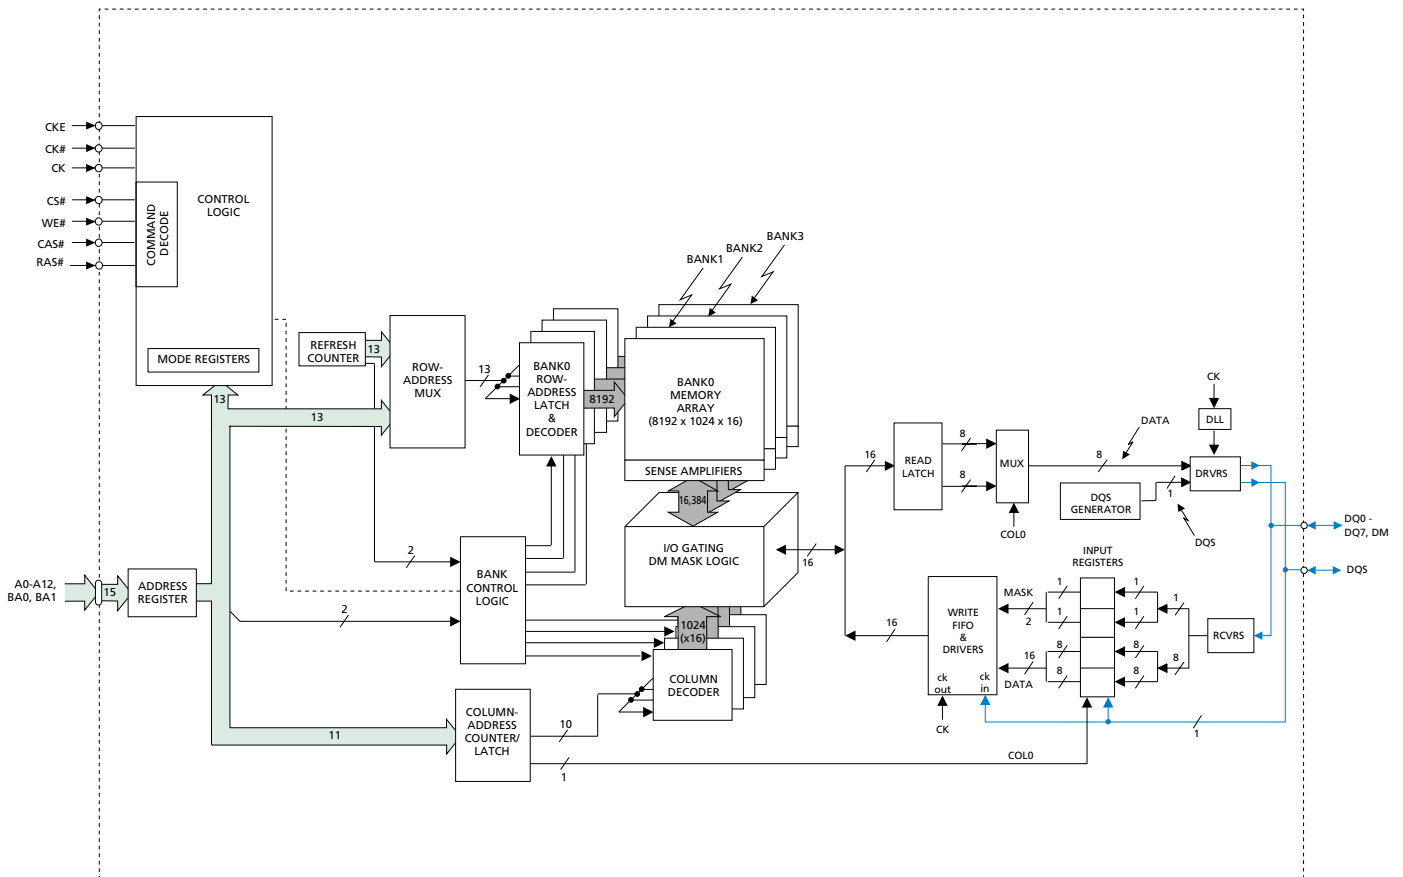 CKE
CK#
CK
CS#
WE#
CAS#
RAS#
COMMAND
DECODE
CONTROL
LOGIC
MODE REGISTERS
REFRESH
COUNTER
13
ROW-
ADDRESS
MUX
13
13
13
BANK0
ROW-
ADDRESS
LATCH
&
DECODER
8192
BANK1
BANK2
BANK3
BANK0
MEMORY
ARRAY
(8192 x 1024 x 16)
SENSE AMPLIFIERS
16,384
I/O GATING
DM MASK LOGIC
16
1024
(x16)
COLUMN
DECODER
A0-A12,
BA0, BA1
15
ADDRESS
REGISTER
2
2
BANK
CONTROL
LOGIC
11
COLUMN-
ADDRESS
COUNTER/
LATCH
10
1
COL0
16
READ
LATCH
8
8
MUX
COL0
8
DATA
CK
DLL
DRVRS
DQS
GENERATOR
1
DQS
DQ0 -
DQ7, DM
DQS
INPUT
REGISTERS
16
WRITE
FIFO
&
DRIVERS
ck
out
ck
in
CK
MASK
2
16
DATA
1
1
8
8
1
1
8
8
1
8
RCVRS
1